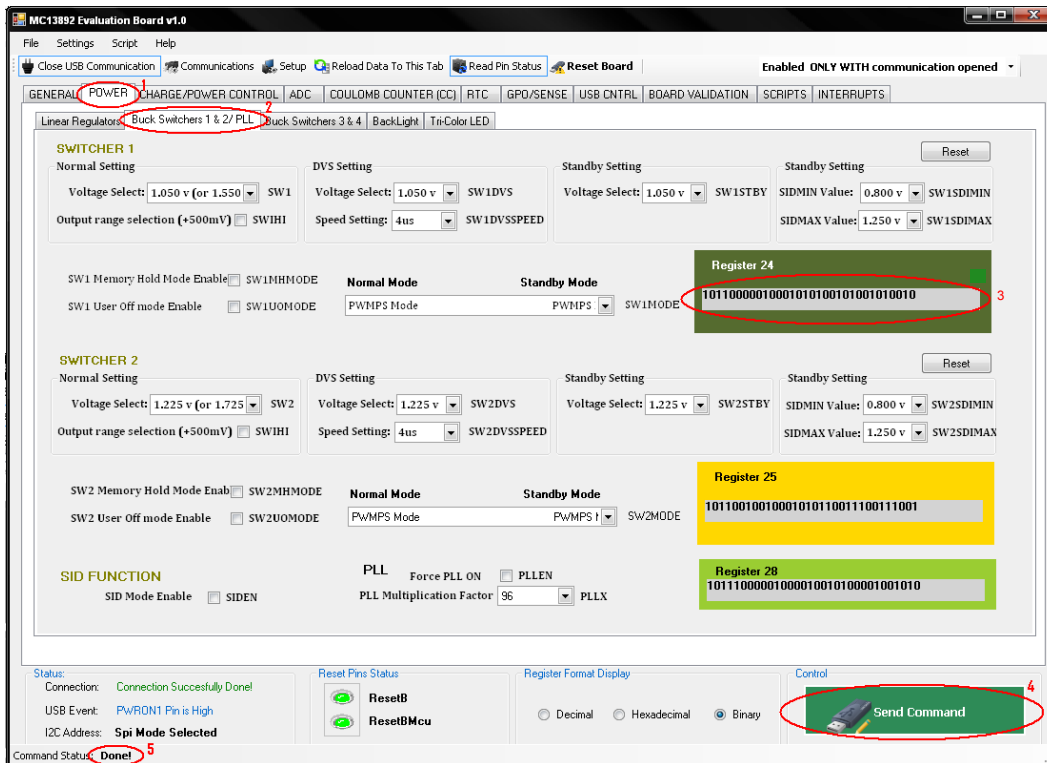 MC13892 Evaluation Board v1.0
File Settings Script Help
Close USB Communication Communications Setup Reload Data To This Tab Read Pin Status Reset Board Enabled ONLY WITH communication opened
1
GENERAL POWER CHARGE/POWER CONTROL ADC COULOMB COUNTER (CC) RTC GPO/SENSE USB CNTRL BOARD VALIDATION SCRIPTS INTERRUPTS
2
Linear Regulators Buck Switchers 1 & 2/ PLL Buck Switchers 3 & 4 BackLight Tri-Color LED
SWITCHER 1 Reset
Normal Setting DVS Setting Standby Setting Standby Setting
Voltage Select: 1.050 v (or 1.550 SW1 Voltage Select: 1.050 v SW1DVS Voltage Select: 1.050 v SW1STBY SIDMIN Value: 0.800 v SW1SDIMIN
Output range selection (+500mV) SWIHI Speed Setting: 4us SW1DVSSPEED SIDMAX Value: 1.250 v SW1SDIMAX
Register 24
SW1 Memory Hold Mode Enable SW1MHMODE Normal Mode Standby Mode
10110000010001010100101001010010 3
SW1 User Off mode Enable SW1UOMODE PWMPS Mode PWMPS SW1MODE
SWITCHER 2 Reset
Normal Setting DVS Setting Standby Setting Standby Setting
Voltage Select: 1.225 v (or 1.725 SW2 Voltage Select: 1.225 v SW2DVS Voltage Select: 1.225 v SW2STBY SIDMIN Value: 0.800 v SW2SDIMIN
Output range selection (+500mV) SWIHI Speed Setting: 4us SW2DVSSPEED SIDMAX Value: 1.250 v SW2SDIMAX
Register 25
SW2 Memory Hold Mode Enab SW2MHMODE Normal Mode Standby Mode
10110010010001010110011100111001
SW2 User Off mode Enable SW2UOMODE PWMPS Mode PWMPS M SW2MODE
SID FUNCTION PLL Force PLL ON PLLEN Register 28
10111000001000010010100001001010
SID Mode Enable SIDEN PLL Multiplication Factor 96 PLLX
Status: Reset Pins Status Register Format Display Control
Connection: Connection Succesfully Done! ResetB 4
USB Event: PWRON1 Pin is High ResetBMcu Decimal Hexadecimal Binary Send Command
I2C Address: Spi Mode Selected
Command Status: Done! 5